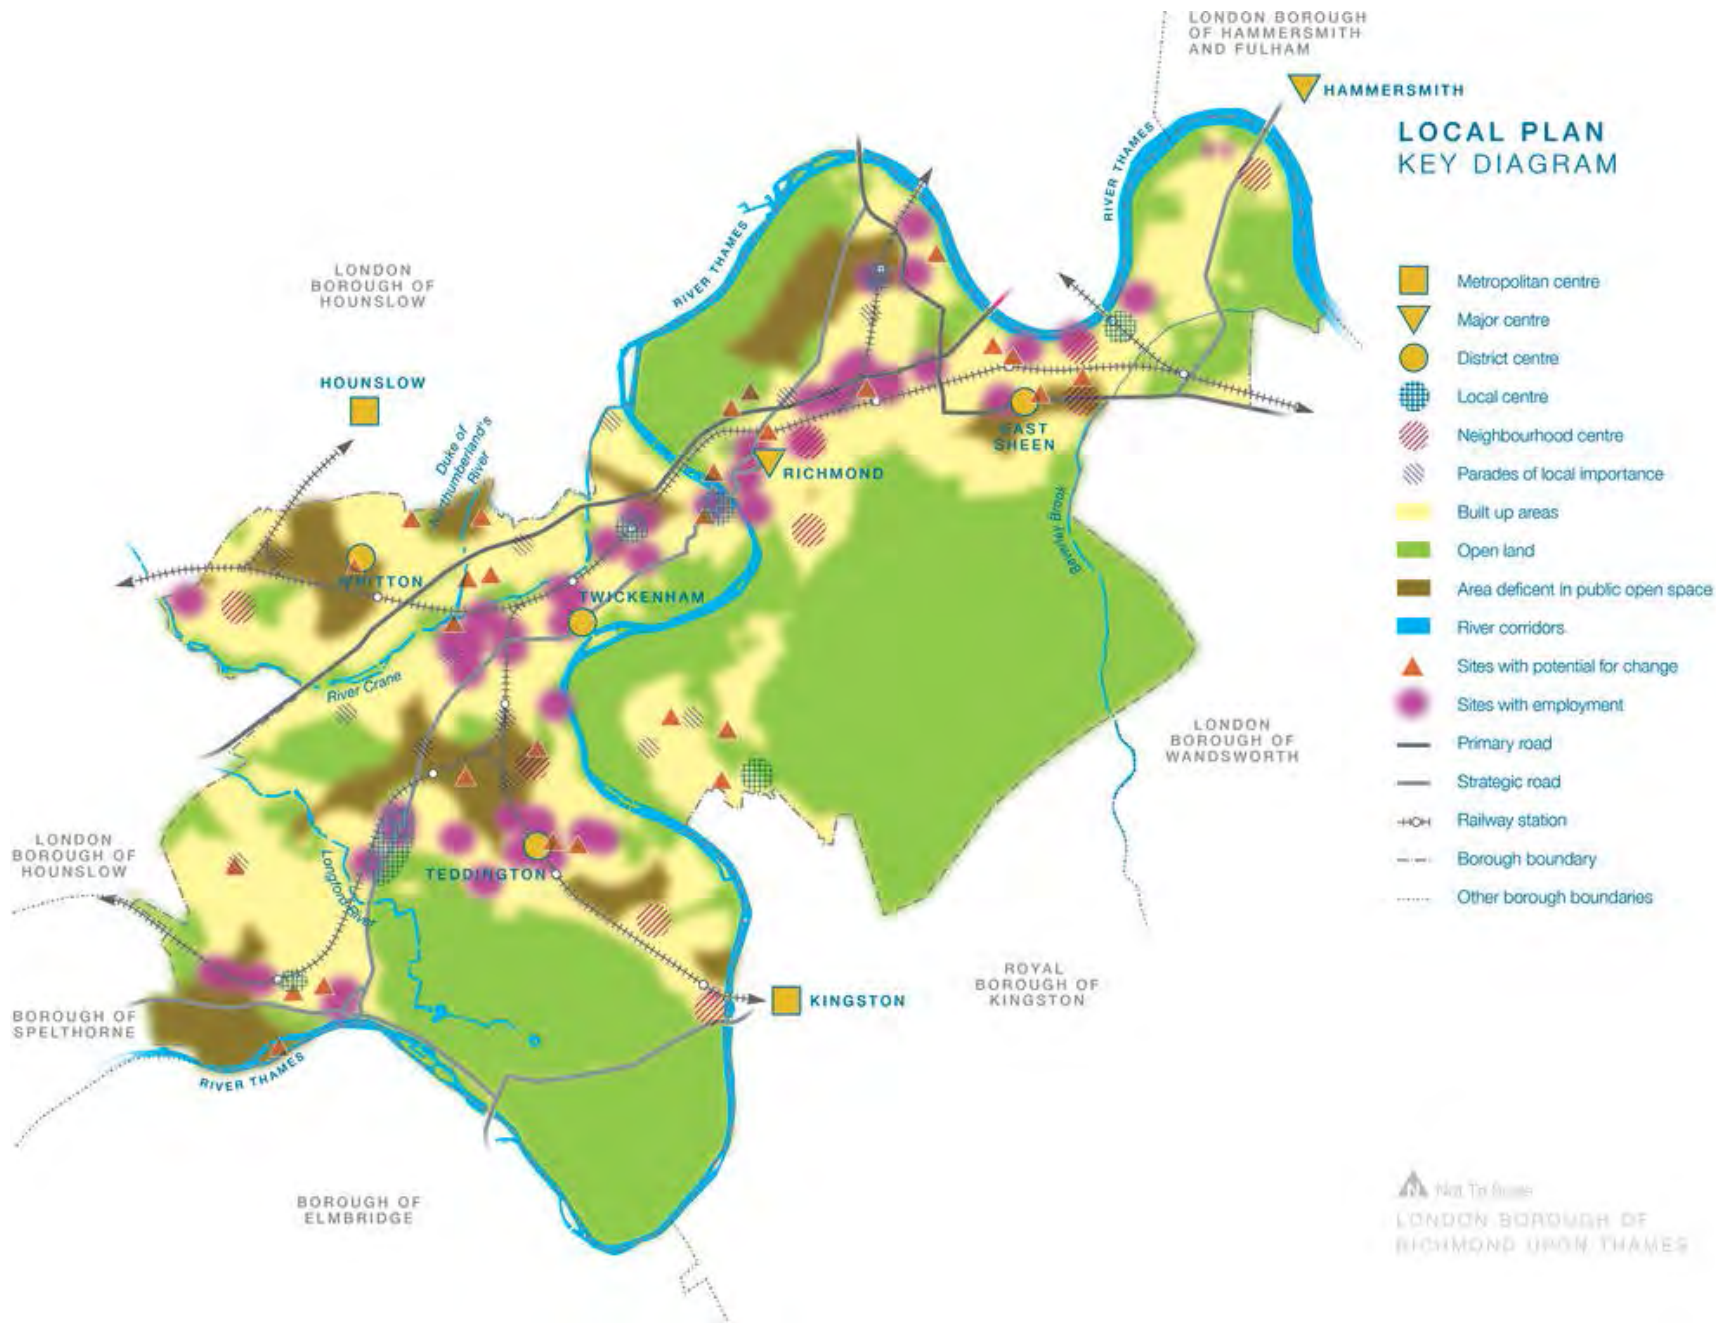 LONDON BOROUGH
OF HAMMERSMITH
AND FULHAM
HAMMERSMITH
LOCAL PLAN
KEY DIAGRAM
RIVER THAMES
RIVER THAMES
LONDON
BOROUGH OF
HOUNSLOW
HOUNSLOW
Duke of
Northumberland's
River
EAST
SHEEN
RICHMOND
Beverley Brook
WHITTON
TWICKENHAM
River Crane
LONDON
BOROUGH OF
WANDSWORTH
LONDON
BOROUGH OF
HOUNSLOW
Longford River
TEDDINGTON
ROYAL
BOROUGH OF
KINGSTON
KINGSTON
BOROUGH OF
SPELTHORNE
RIVER THAMES
BOROUGH OF
ELMBRIDGE
Metropolitan centre
Major centre
District centre
Local centre
Neighbourhood centre
Parades of local importance
Built up areas
Open land
Area deficent in public open space
River corridors
Sites with potential for change
Sites with employment
Primary road
Strategic road
Railway station
Borough boundary
Other borough boundaries
N Not To Scale
LONDON BOROUGH OF
RICHMOND UPON THAMES